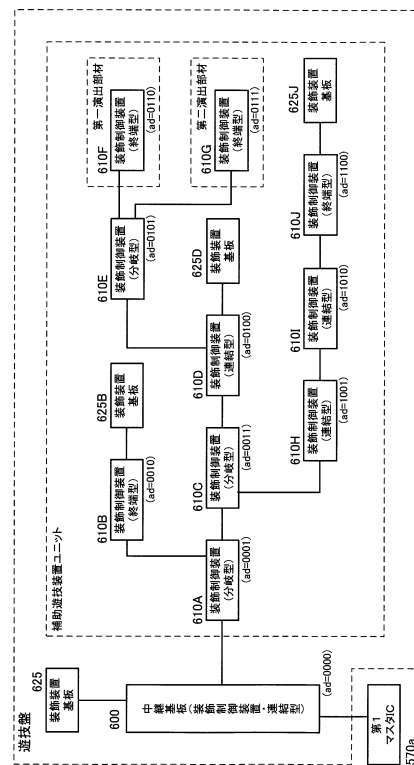 遊技盤
補助遊技装置ユニット
625
装飾装置
基板
600
中継基板(装飾制御装置・連結型)
(ad=0000)
第1
マスタIC
570a
610A
装飾制御装置
(分岐型)
(ad=0001)
610B
装飾制御装置
(終端型)
(ad=0010)
625B
装飾装置
基板
610C
装飾制御装置
(分岐型)
(ad=0011)
610D
装飾制御装置
(連結型)
(ad=0100)
625D
装飾装置
基板
610E
装飾制御装置
(分岐型)
(ad=0101)
第一演出部材
610F
装飾制御装置
(終端型)
(ad=0110)
第二演出部材
610G
装飾制御装置
(終端型)
(ad=0111)
610H
装飾制御装置
(連結型)
(ad=1001)
610I
装飾制御装置
(連結型)
(ad=1010)
610J
装飾制御装置
(終端型)
(ad=1100)
625J
装飾装置
基板